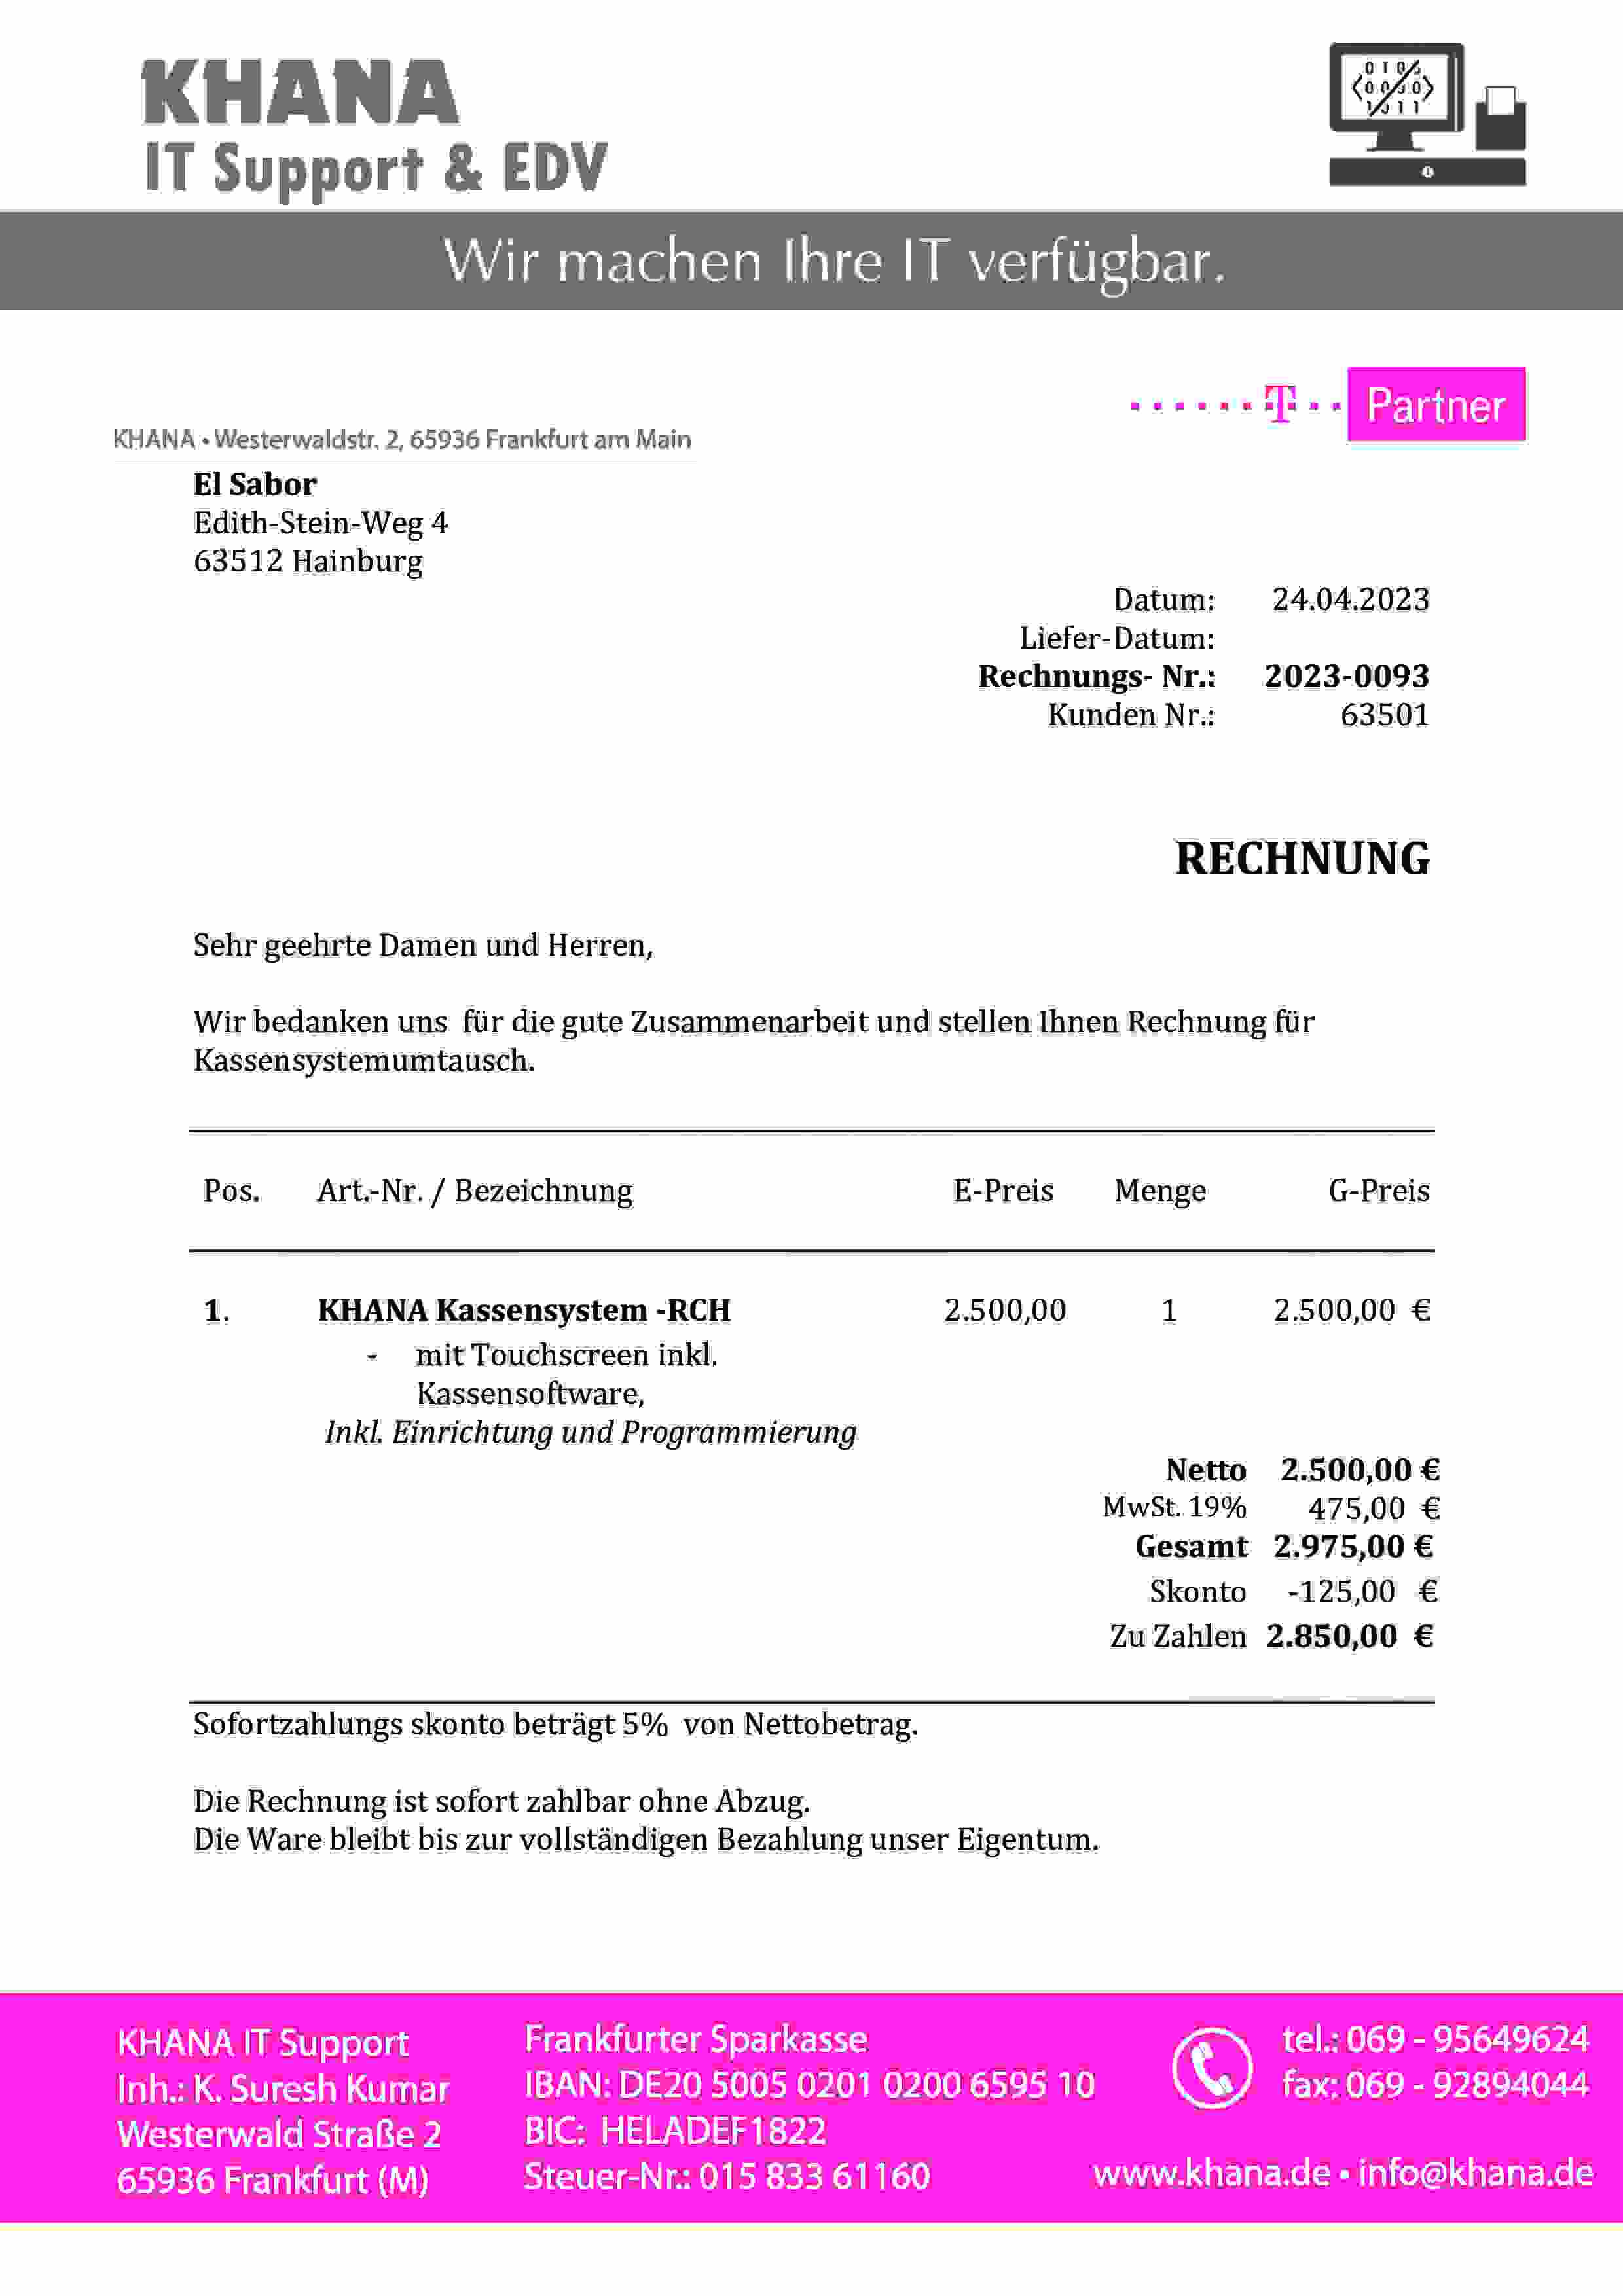 KHANA
IT Support & EDV
Wir machen Ihre IT verfügbar.
T Partner
KHANA • Westerwaldstr. 2, 65936 Frankfurt am Main
El Sabor
Edith-Stein-Weg 4
63512 Hainburg
Datum: 24.04.2023
Liefer-Datum:
Rechnungs- Nr.: 2023-0093
Kunden Nr.: 63501
RECHNUNG
Sehr geehrte Damen und Herren,
Wir bedanken uns für die gute Zusammenarbeit und stellen Ihnen Rechnung für
Kassensystemumtausch.
Pos. Art.-Nr. / Bezeichnung E-Preis Menge G-Preis
1. KHANA Kassensystem -RCH 2.500,00 1 2.500,00 €
- mit Touchscreen inkl.
Kassensoftware,
Inkl. Einrichtung und Programmierung
Netto 2.500,00 €
MwSt. 19% 475,00 €
Gesamt 2.975,00 €
Skonto -125,00 €
Zu Zahlen 2.850,00 €
Sofortzahlungs skonto beträgt 5% von Nettobetrag.
Die Rechnung ist sofort zahlbar ohne Abzug.
Die Ware bleibt bis zur vollständigen Bezahlung unser Eigentum.
KHANA IT Support
Inh.: K. Suresh Kumar
Westerwald Straße 2
65936 Frankfurt (M)
Frankfurter Sparkasse
IBAN: DE20 5005 0201 0200 6595 10
BIC: HELADEF1822
Steuer-Nr.: 015 833 61160
tel.: 069 - 95649624
fax: 069 - 92894044
www.khana.de • info@khana.de